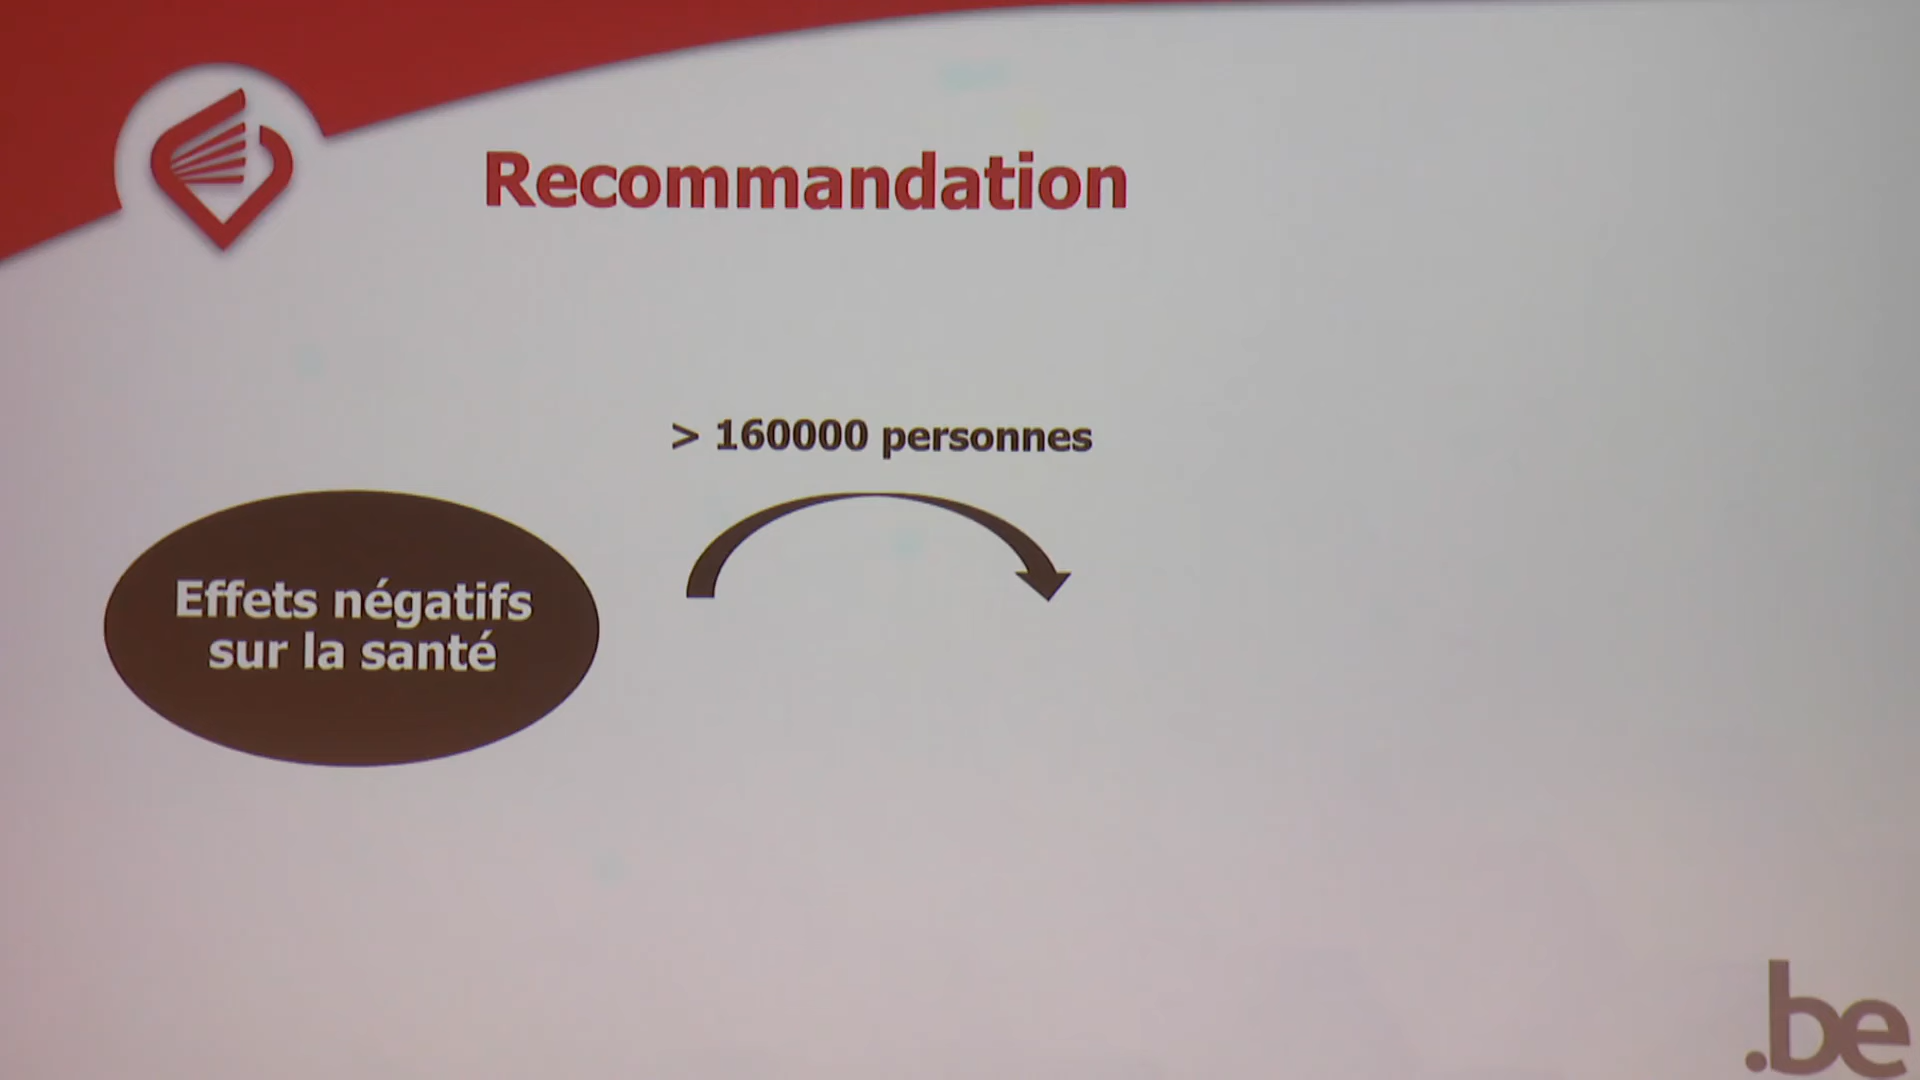 Recommandation
> 160000 personnes
Effets négatifs
sur la santé
.be